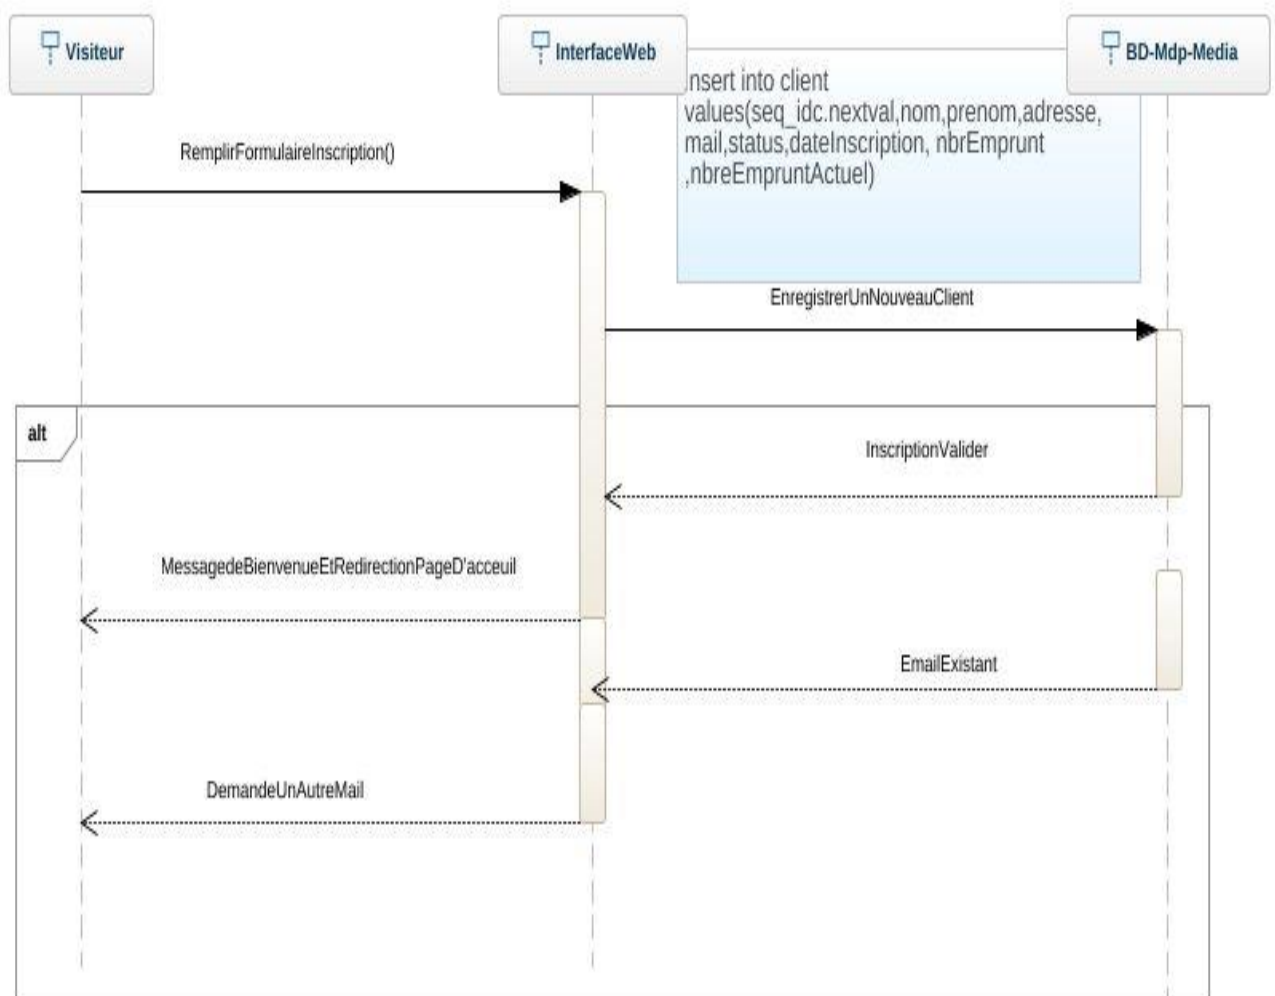 Visiteur
InterfaceWeb
BD-Mdp-Media
nsert into client
values(seq_idc.nextval,nom,prenom,adresse,
mail,status,dateInscription, nbrEmprunt
,nbreEmpruntActuel)
RemplirFormulaireInscription()
EnregistrerUnNouveauClient
alt
InscriptionValider
MessagedeBienvenueEtRedirectionPageD'acceuil
EmailExistant
DemandeUnAutreMail